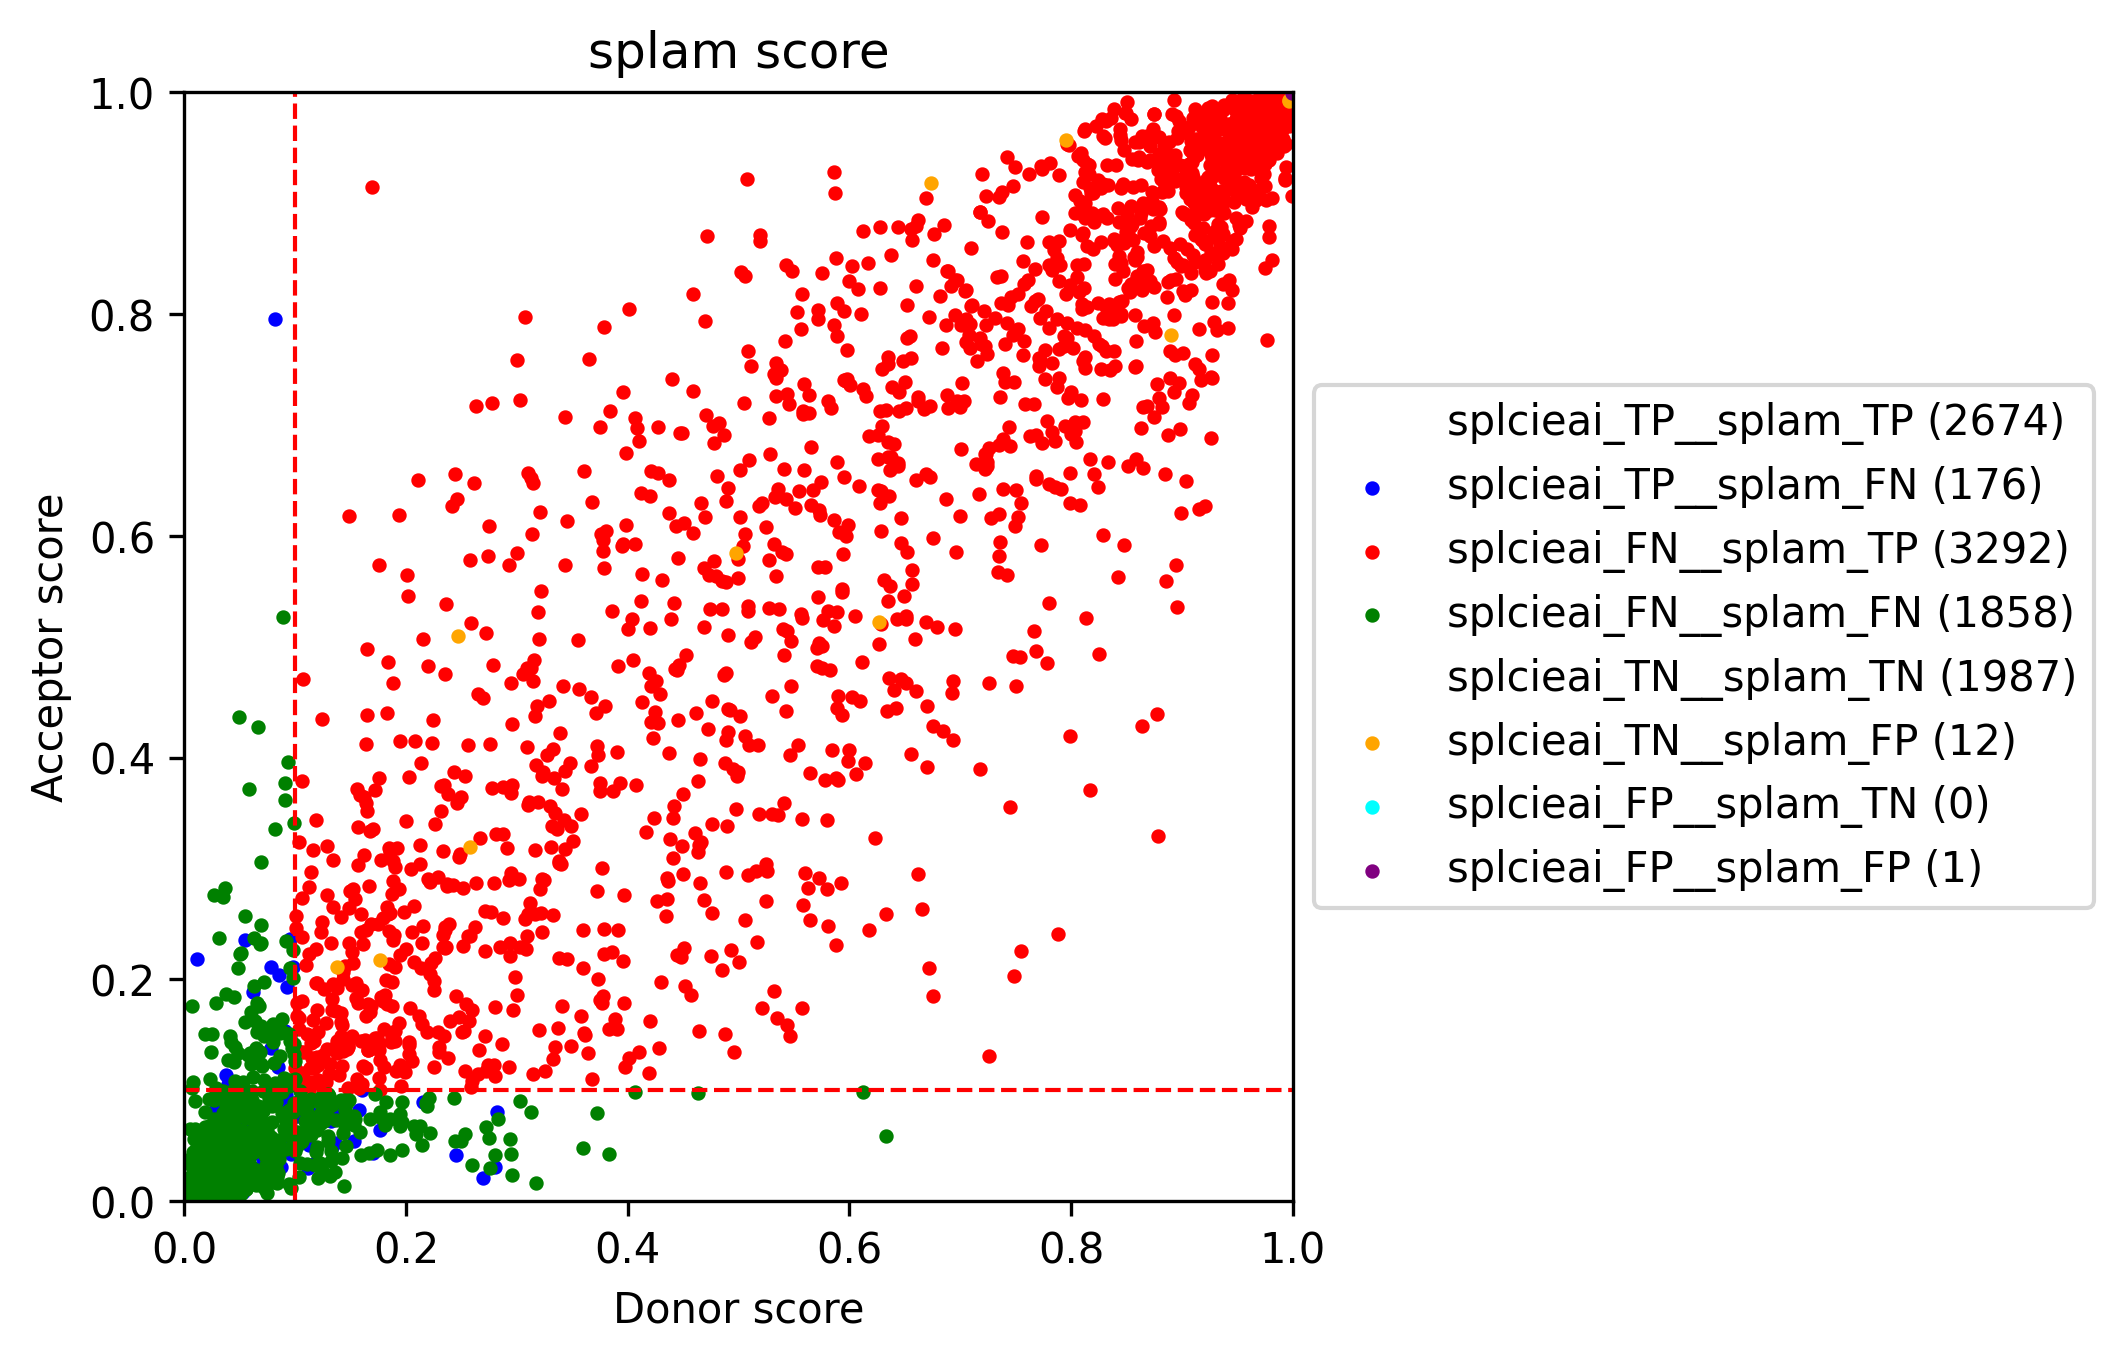 splam score
1.0
0.8
0.6
0.4
0.2
0.0
Acceptor score
0.0 0.2 0.4 0.6 0.8 1.0
Donor score
splcieai_TP__splam_TP (2674)
splcieai_TP__splam_FN (176)
splcieai_FN__splam_TP (3292)
splcieai_FN__splam_FN (1858)
splcieai_TN__splam_TN (1987)
splcieai_TN__splam_FP (12)
splcieai_FP__splam_TN (0)
splcieai_FP__splam_FP (1)